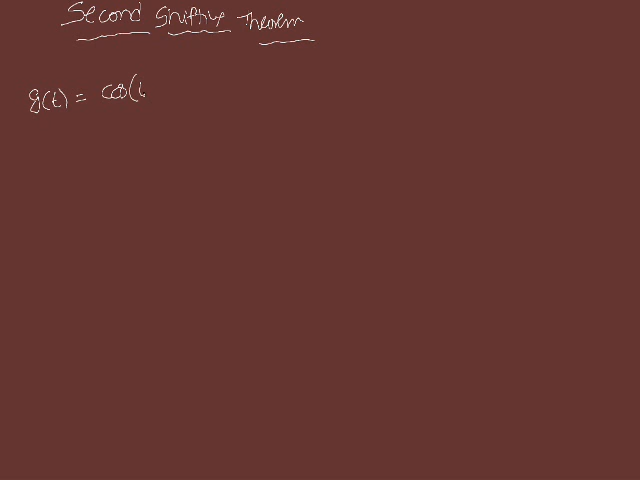 Second Shifting Theorem
g(t) = cos(t